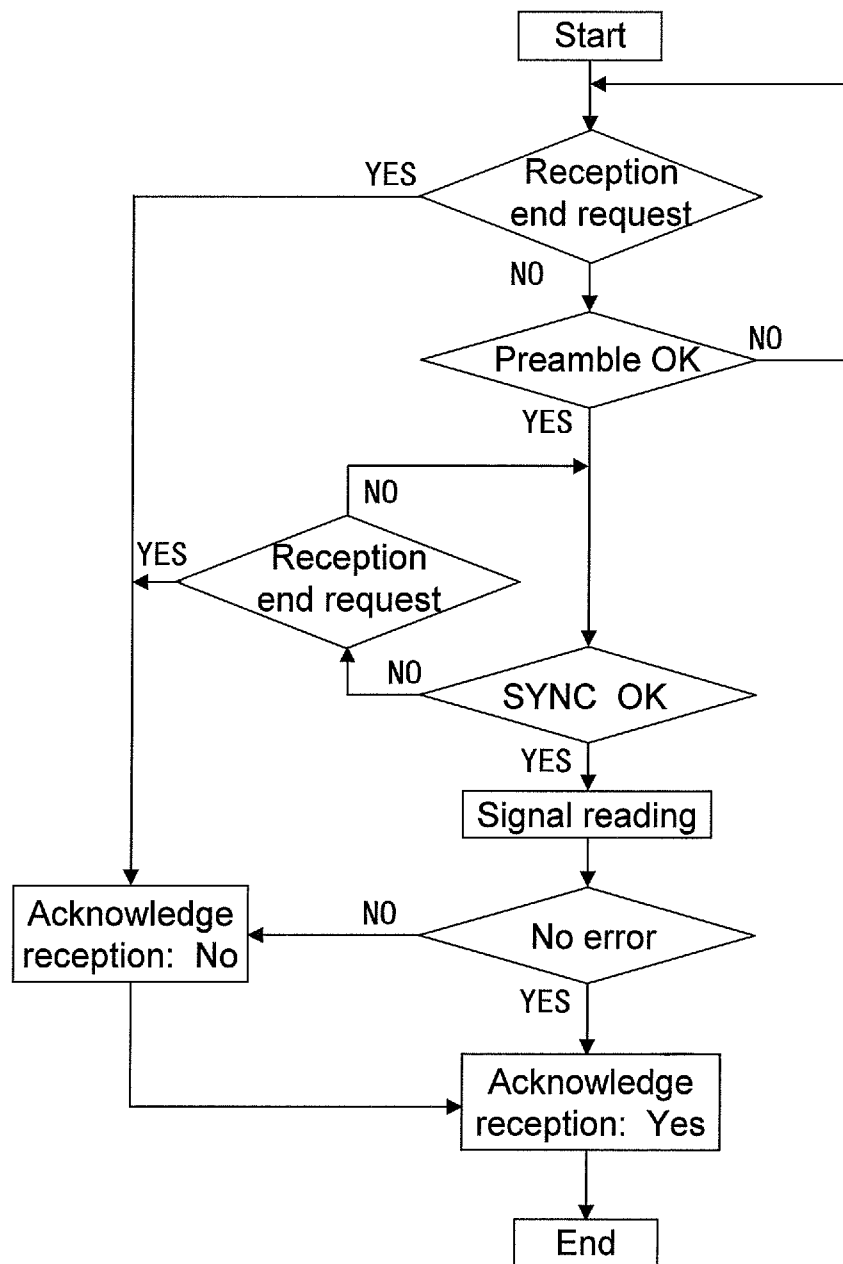 Start
YES
Reception
end request
NO
Preamble OK
NO
YES
NO
YES
Reception
end request
NO
SYNC OK
YES
Signal reading
Acknowledge
reception: No
NO
No error
YES
Acknowledge
reception: Yes
End